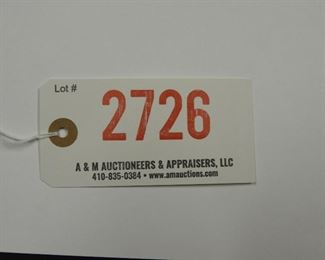 Lot #
2726
A & M AUCTIONEERS & APPRAISERS, LLC
410-835-0384 • www.amauctions.com